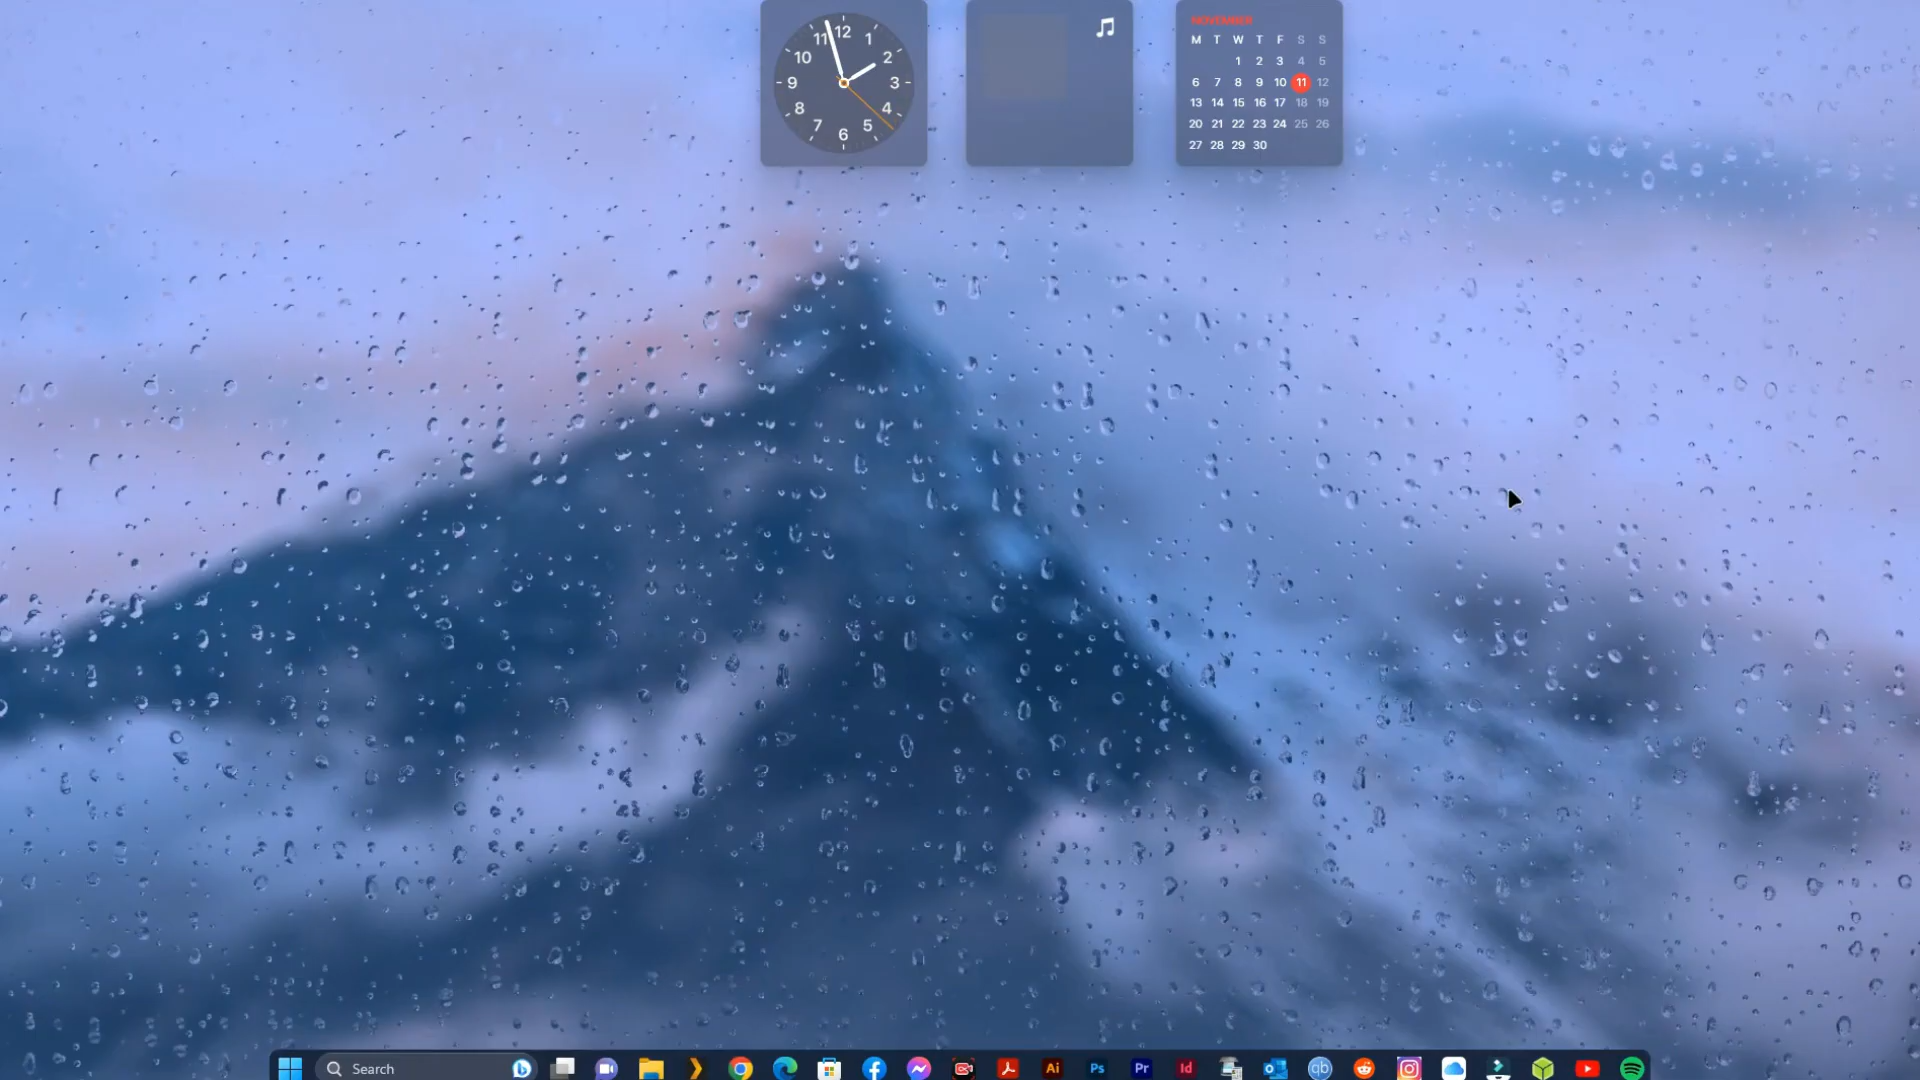 12
11 1
10 2
9 3
8 4
7 5
6
NOVEMBER
M T W T F S S
1 2 3 4 5
6 7 8 9 10 11 12
13 14 15 16 17 18 19
20 21 22 23 24 25 26
27 28 29 30
Search
Ai
Ps
Pr
Id
qb